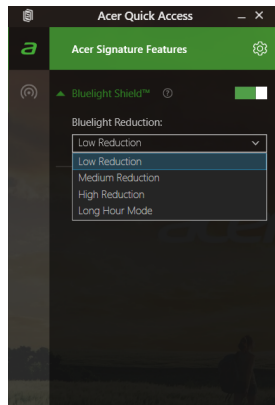 Acer Quick Access
a
Acer Signature Features
Bluelight Shield™ ?
Bluelight Reduction:
Low Reduction
Low Reduction
Medium Reduction
High Reduction
Long Hour Mode